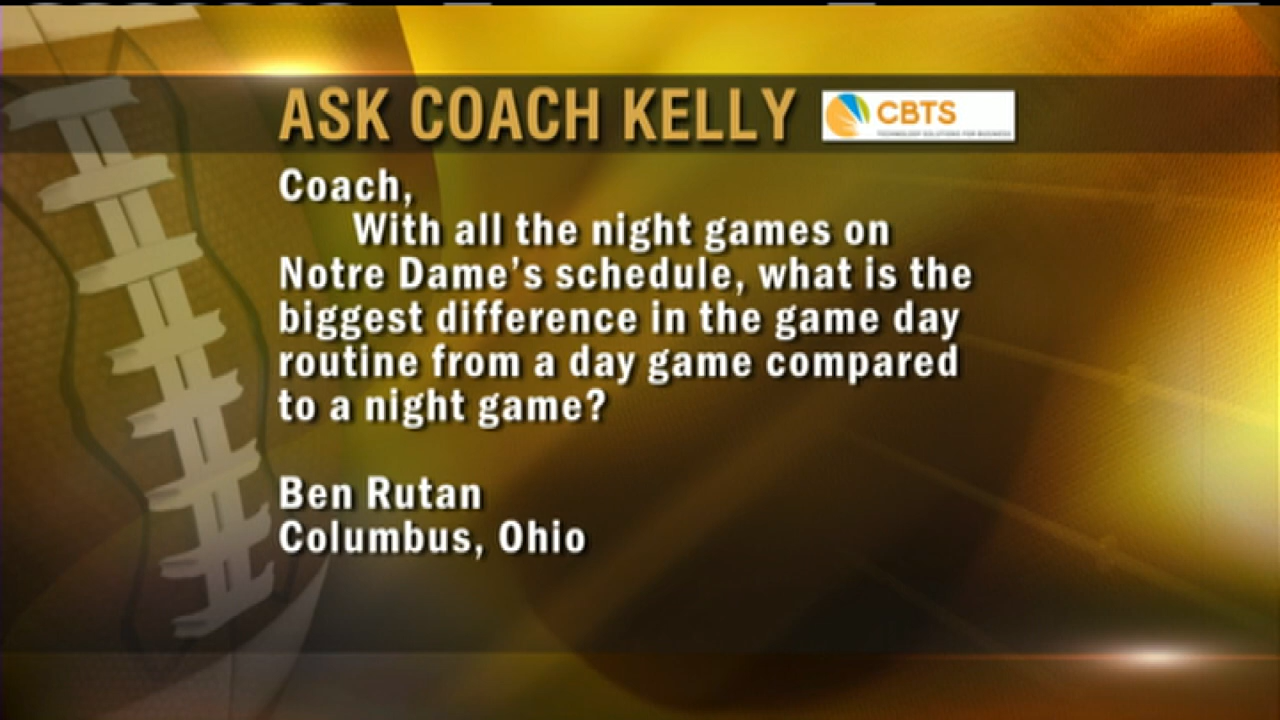 ASK COACH KELLY
CBTS
TECHNOLOGY SOLUTIONS FOR BUSINESS
Coach,
With all the night games on
Notre Dame's schedule, what is the
biggest difference in the game day
routine from a day game compared
to a night game?
Ben Rutan
Columbus, Ohio